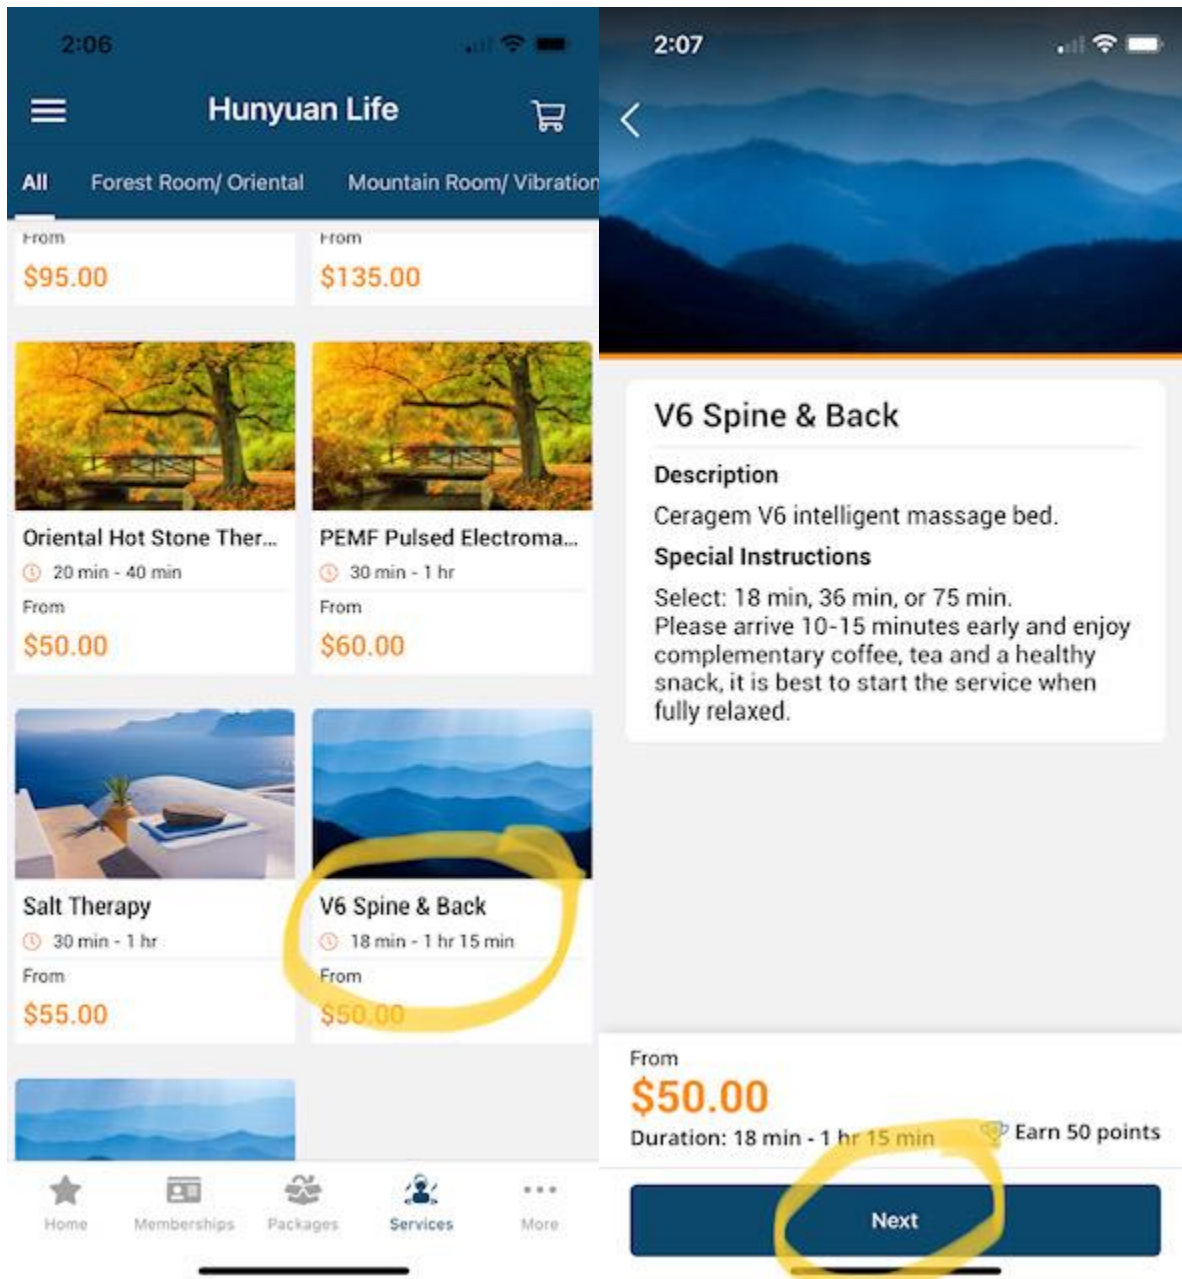 2:06
Hunyuan Life
All Forest Room/ Oriental Mountain Room/ Vibration
From From
$95.00 $135.00
Oriental Hot Stone Ther... PEMF Pulsed Electroma...
20 min - 40 min 30 min - 1 hr
From From
$50.00 $60.00
Salt Therapy V6 Spine & Back
30 min - 1 hr 18 min - 1 hr 15 min
From From
$55.00 $50.00
Home Memberships Packages Services More
2:07
V6 Spine & Back
Description
Ceragem V6 intelligent massage bed.
Special Instructions
Select: 18 min, 36 min, or 75 min.
Please arrive 10-15 minutes early and enjoy
complementary coffee, tea and a healthy
snack, it is best to start the service when
fully relaxed.
From
$50.00
Duration: 18 min - 1 hr 15 min Earn 50 points
Next